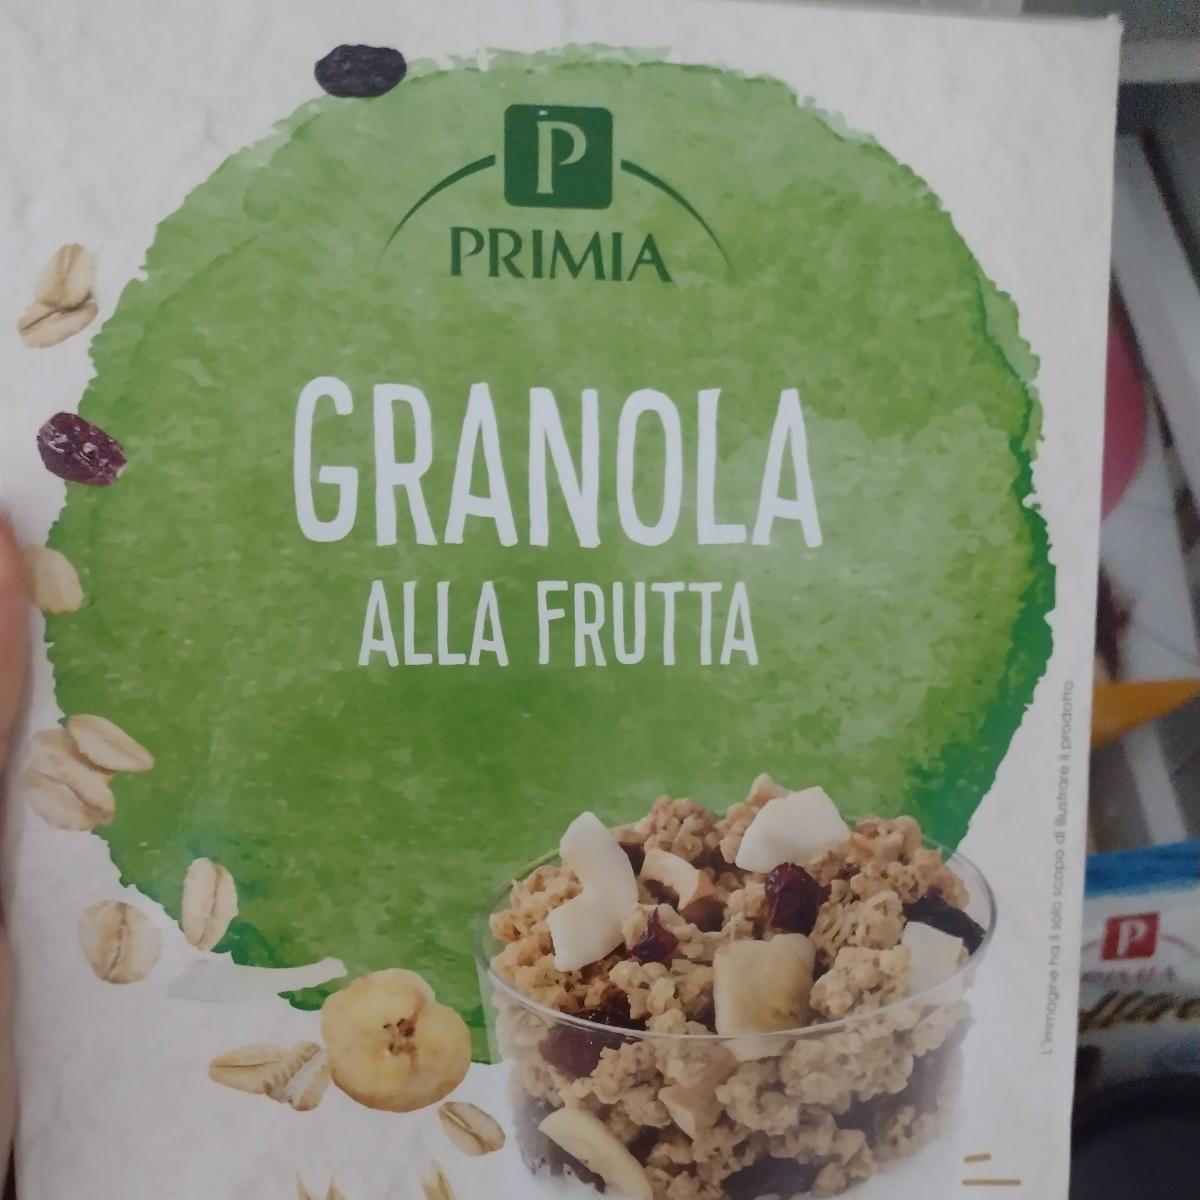 P
PRIMIA
GRANOLA
ALLA FRUTTA
L'immagine ha il solo scopo di illustrare il prodotto
P